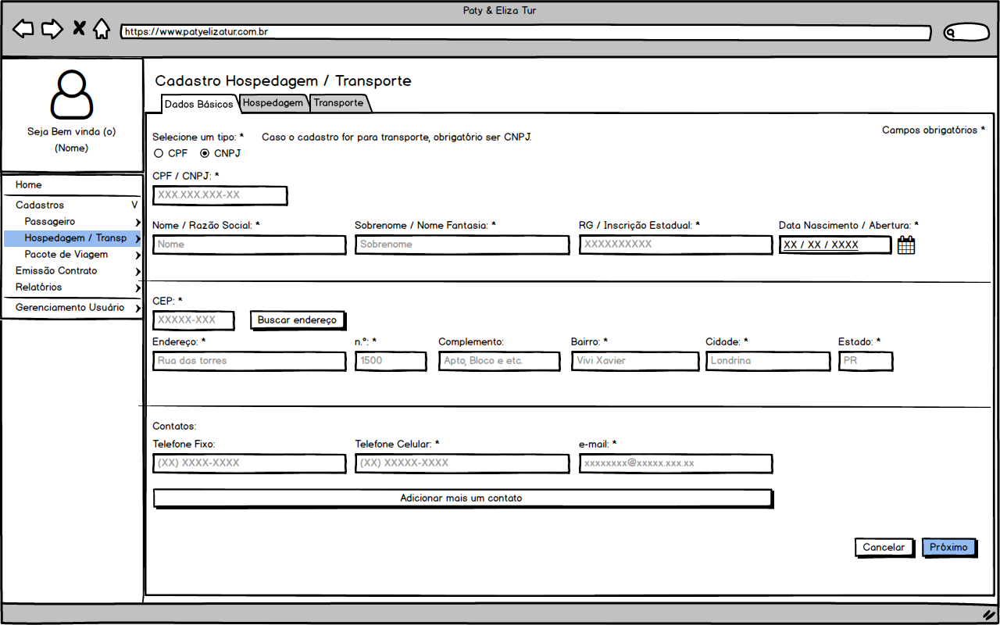 Paty & Eliza Tur
https://www.patyelizatur.com.br
Seja Bem vinda (o)
(Nome)
Home
Cadastros V
Passageiro
Hospedagem / Transp
Pacote de Viagem
Emissão Contrato
Relatórios
Gerenciamento Usuário
Cadastro Hospedagem / Transporte
Dados Básicos Hospedagem Transporte
Campos obrigatórios *
Selecione um tipo: * Caso o cadastro for para transporte, obrigatório ser CNPJ.
CPF CNPJ
CPF / CNPJ: *
XXX.XXX.XXX-XX
Nome / Razão Social: * Sobrenome / Nome Fantasia: * RG / Inscrição Estadual: * Data Nascimento / Abertura: *
Nome Sobrenome XXXXXXXXXX XX / XX / XXXX
CEP: *
XXXXX-XXX Buscar endereço
Endereço: * n.º: * Complemento: Bairro: * Cidade: * Estado: *
Rua das torres 1500 Apto, Bloco e etc. Vivi Xavier Londrina PR
Contatos:
Telefone Fixo: Telefone Celular: * e-mail: *
(XX) XXXX-XXXX (XX) XXXXX-XXXX xxxxxxxx@xxxxx.xxx.xx
Adicionar mais um contato
Cancelar Próximo